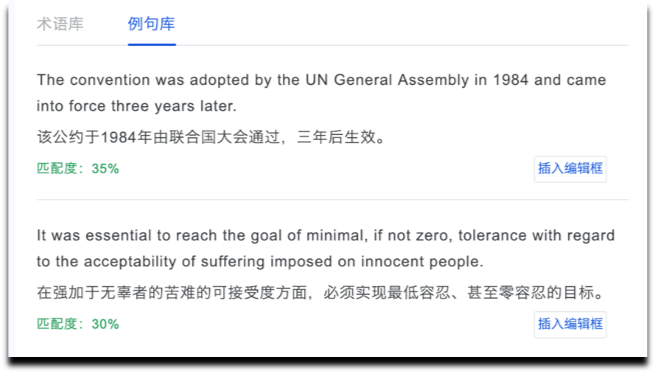 术语库 例句库
The convention was adopted by the UN General Assembly in 1984 and came
into force three years later.
该公约于1984年由联合国大会通过，三年后生效。
匹配度：35% 插入编辑框
It was essential to reach the goal of minimal, if not zero, tolerance with regard
to the acceptability of suffering imposed on innocent people.
在强加于无辜者的苦难的可接受度方面，必须实现最低容忍、甚至零容忍的目标。
匹配度：30% 插入编辑框